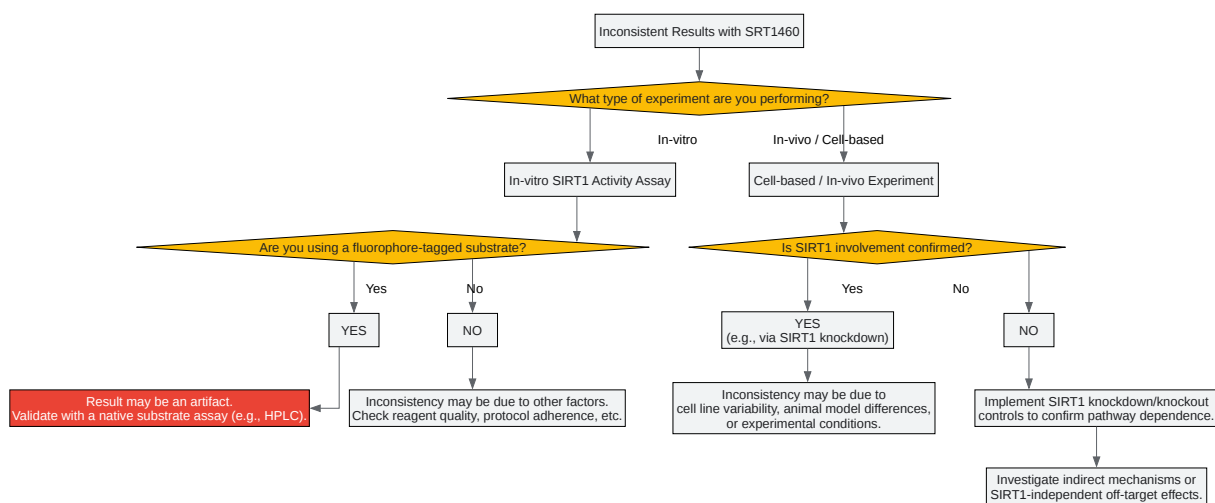 Inconsistent Results with SRT1460
What type of experiment are you performing?
In-vitro
In-vivo / Cell-based
In-vitro SIRT1 Activity Assay
Cell-based / In-vivo Experiment
Are you using a fluorophore-tagged substrate?
Is SIRT1 involvement confirmed?
Yes
No
Yes
No
YES
NO
YES
(e.g., via SIRT1 knockdown)
NO
Result may be an artifact.
Validate with a native substrate assay (e.g., HPLC).
Inconsistency may be due to other factors.
Check reagent quality, protocol adherence, etc.
Inconsistency may be due to
cell line variability, animal model differences,
or experimental conditions.
Implement SIRT1 knockdown/knockout
controls to confirm pathway dependence.
Investigate indirect mechanisms or
SIRT1-independent off-target effects.